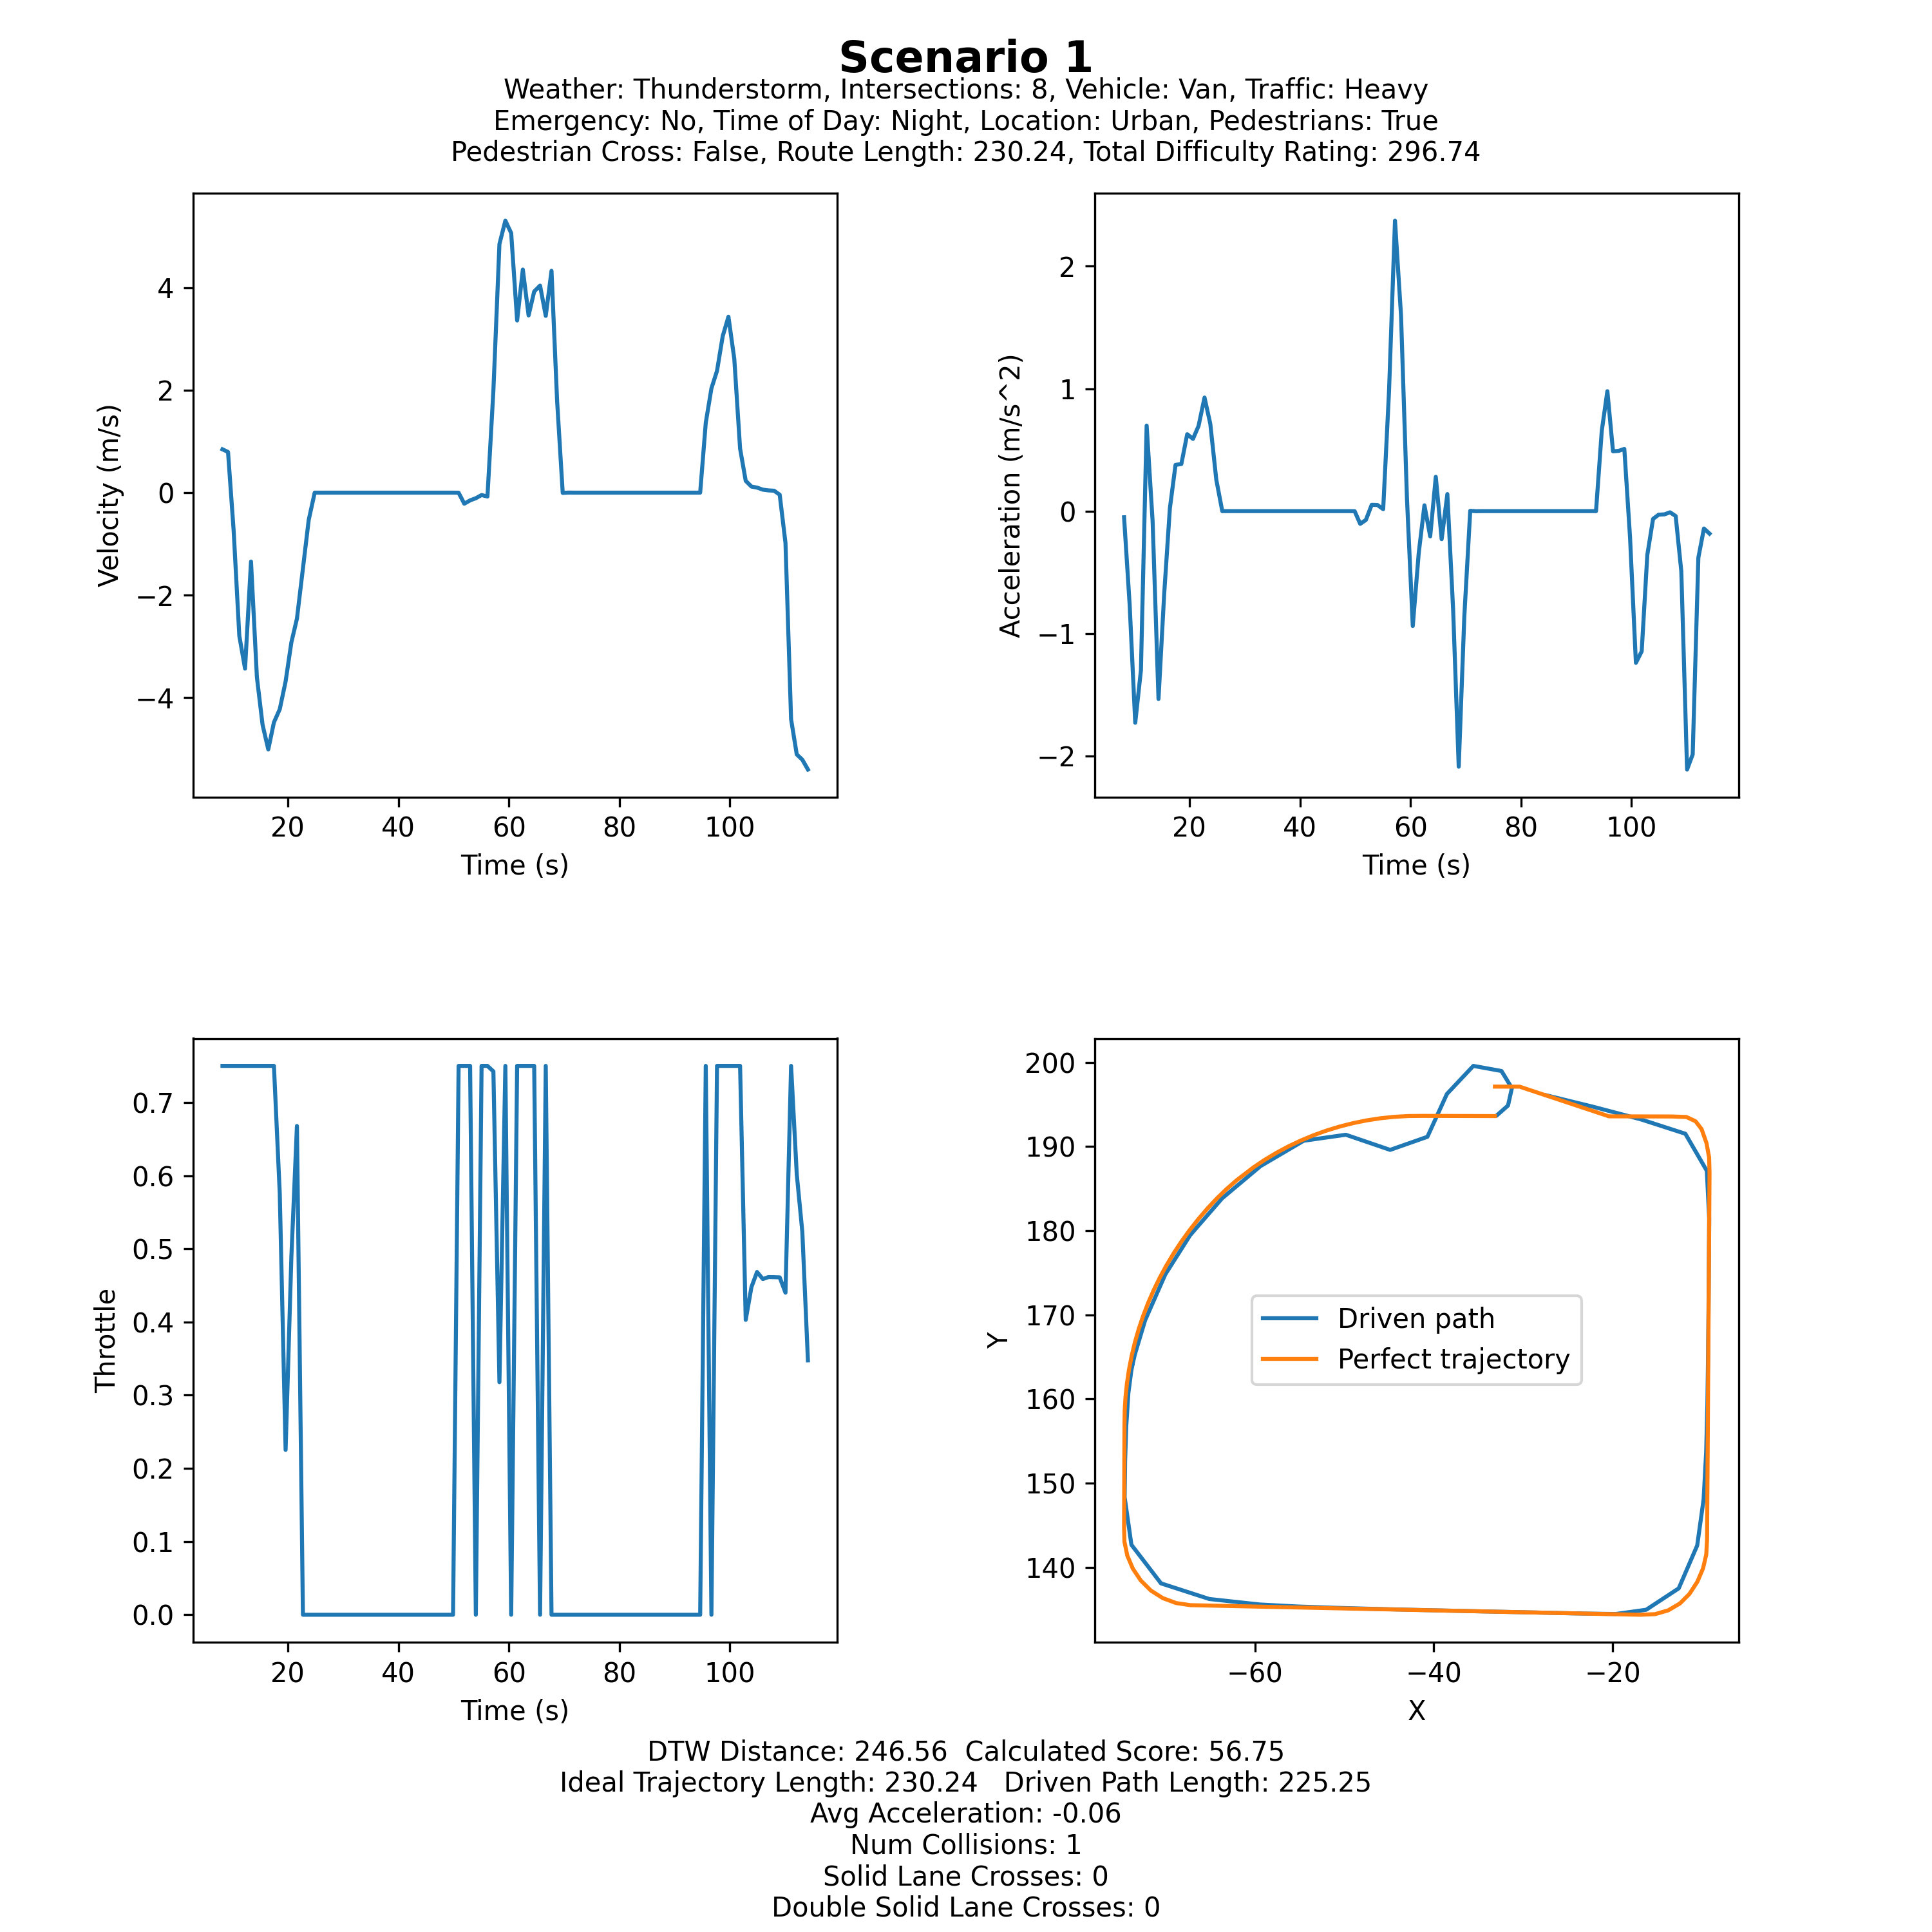 Scenario 1
Weather: Thunderstorm, Intersections: 8, Vehicle: Van, Traffic: Heavy
Emergency: No, Time of Day: Night, Location: Urban, Pedestrians: True
Pedestrian Cross: False, Route Length: 230.24, Total Difficulty Rating: 296.74
Velocity (m/s)
4
2
0
−2
−4
20 40 60 80 100
Time (s)
Acceleration (m/s^2)
2
1
0
−1
−2
20 40 60 80 100
Time (s)
Throttle
0.7
0.6
0.5
0.4
0.3
0.2
0.1
0.0
20 40 60 80 100
Time (s)
Y
200
190
180
170
160
150
140
Driven path
Perfect trajectory
−60 −40 −20
X
DTW Distance: 246.56 Calculated Score: 56.75
Ideal Trajectory Length: 230.24 Driven Path Length: 225.25
Avg Acceleration: -0.06
Num Collisions: 1
Solid Lane Crosses: 0
Double Solid Lane Crosses: 0